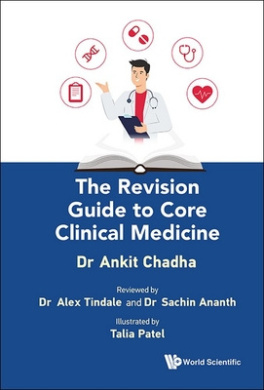 The Revision
Guide to Core
Clinical Medicine
Dr Ankit Chadha
Reviewed by
Dr Alex Tindale and Dr Sachin Ananth
Illustrated by
Talia Patel
World Scientific